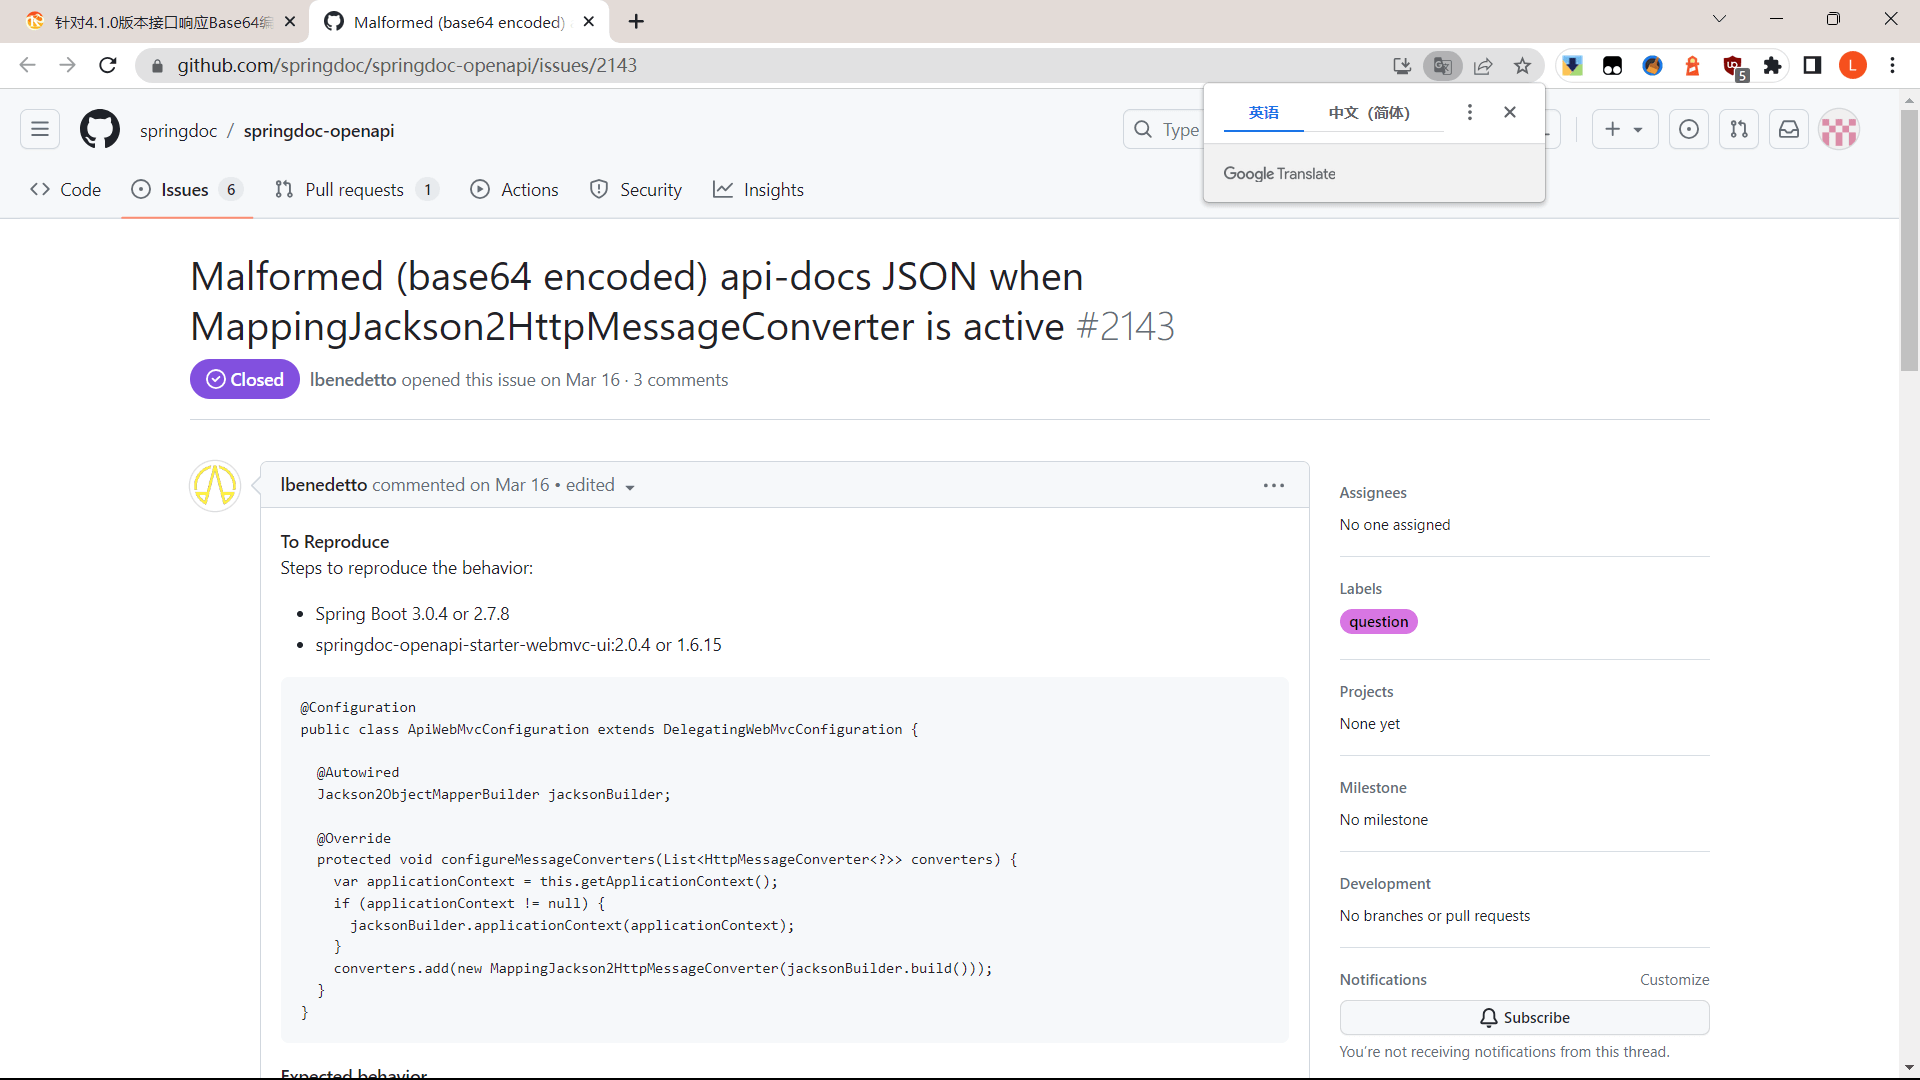 针对4.1.0版本接口响应Base64编
Malformed (base64 encoded)
github.com/springdoc/springdoc-openapi/issues/2143
5
L
英语
中文（简体）
Google Translate
springdoc / springdoc-openapi
Type
Code
Issues 6
Pull requests 1
Actions
Security
Insights
Malformed (base64 encoded) api-docs JSON when
MappingJackson2HttpMessageConverter is active #2143
Closed
lbenedetto opened this issue on Mar 16 · 3 comments
lbenedetto commented on Mar 16 • edited
To Reproduce
Steps to reproduce the behavior:
• Spring Boot 3.0.4 or 2.7.8
• springdoc-openapi-starter-webmvc-ui:2.0.4 or 1.6.15
@Configuration
public class ApiWebMvcConfiguration extends DelegatingWebMvcConfiguration {
@Autowired
Jackson2ObjectMapperBuilder jacksonBuilder;
@Override
protected void configureMessageConverters(List<HttpMessageConverter<?>> converters) {
var applicationContext = this.getApplicationContext();
if (applicationContext != null) {
jacksonBuilder.applicationContext(applicationContext);
}
converters.add(new MappingJackson2HttpMessageConverter(jacksonBuilder.build()));
}
}
Expected behavior
Assignees
No one assigned
Labels
question
Projects
None yet
Milestone
No milestone
Development
No branches or pull requests
Notifications
Customize
Subscribe
You're not receiving notifications from this thread.